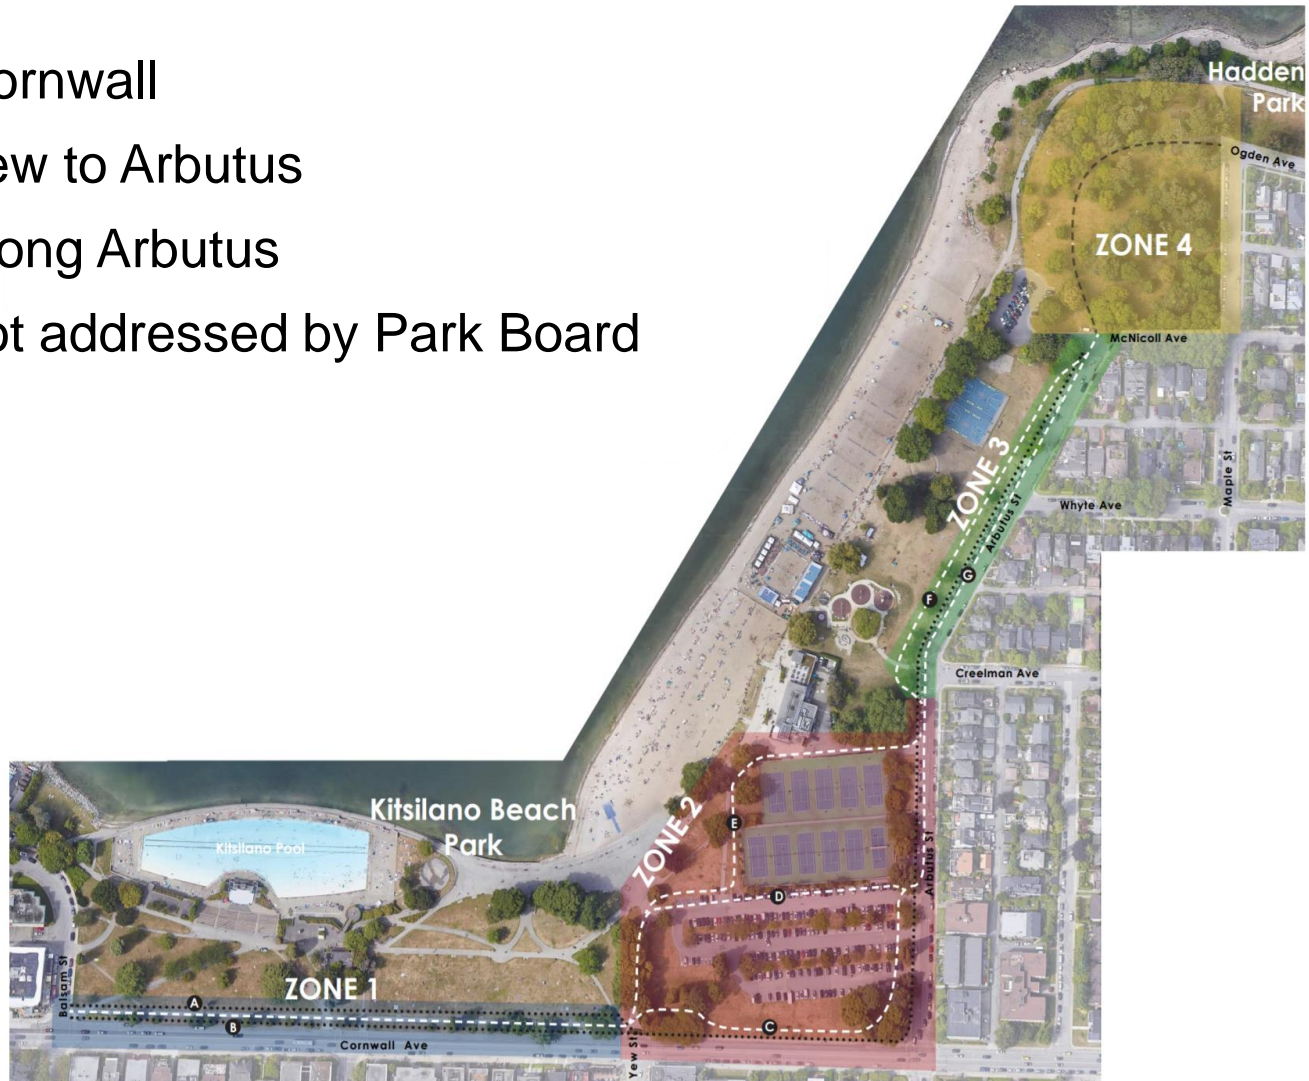 ornwall
ew to Arbutus
ong Arbutus
ot addressed by Park Board
Hadden
Park
Ogden Ave
ZONE 4
McNicoll Ave
ZONE 3
Maple St
Whyte Ave
Arbutus St
G
F
Creelman Ave
Kitsilano Beach
Park
ZONE 2
E
Kitsilano Pool
Arbutus St
D
ZONE 1
Balsam St
A
B
C
Cornwall Ave
Yew St